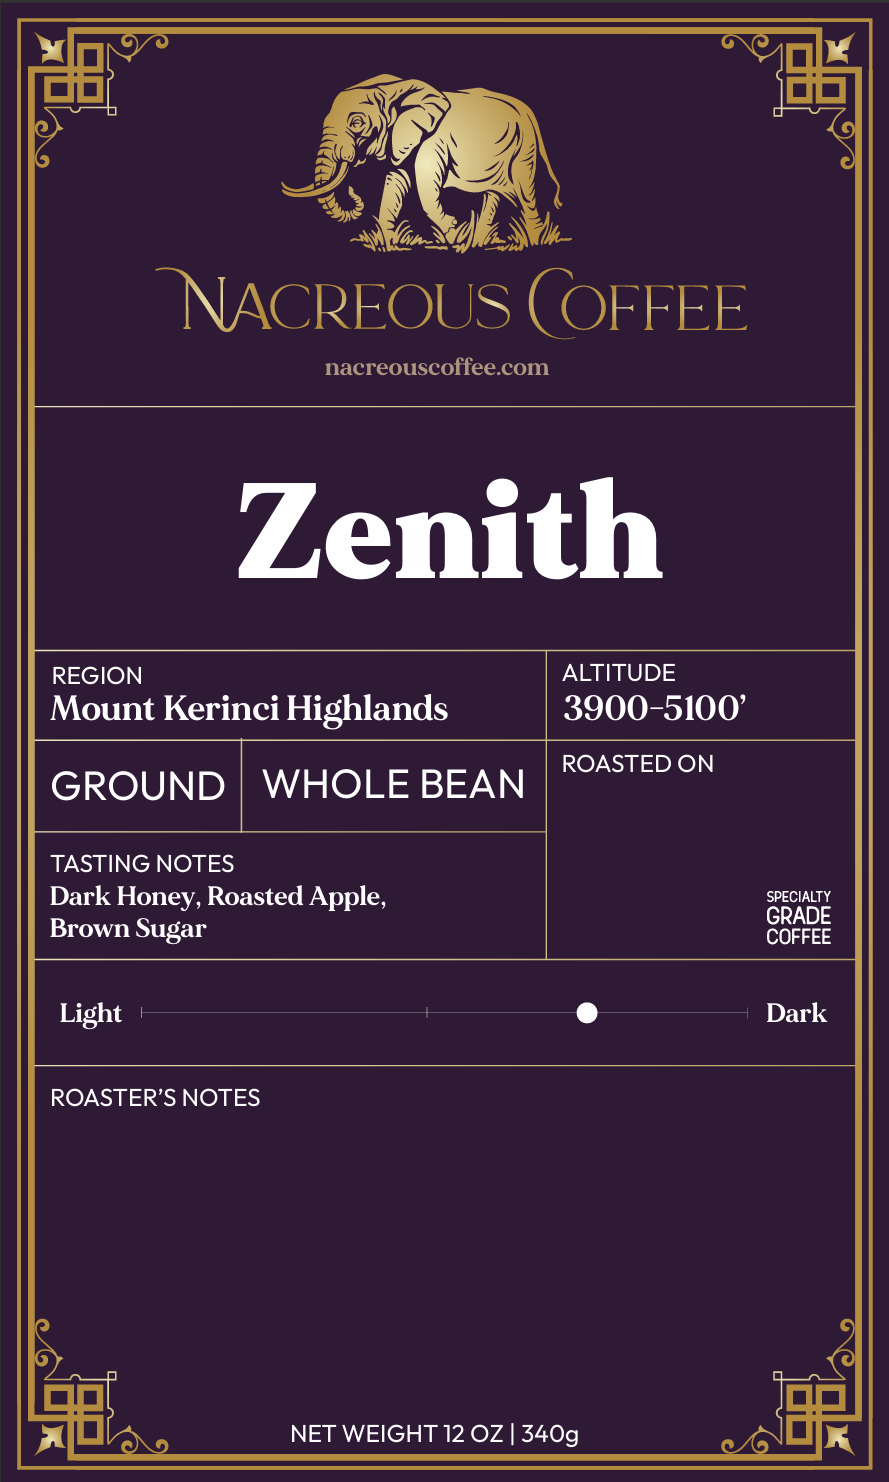 NACREOUS COFFEE
nacreouscoffee.com
Zenith
REGION
Mount Kerinci Highlands
ALTITUDE
3900-5100’
GROUND
WHOLE BEAN
ROASTED ON
TASTING NOTES
Dark Honey, Roasted Apple,
Brown Sugar
SPECIALTY
GRADE
COFFEE
Light
Dark
ROASTER’S NOTES
NET WEIGHT 12 OZ | 340g